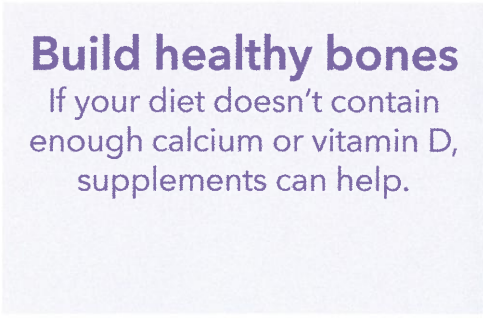 Build healthy bones
If your diet doesn't contain
enough calcium or vitamin D,
supplements can help.